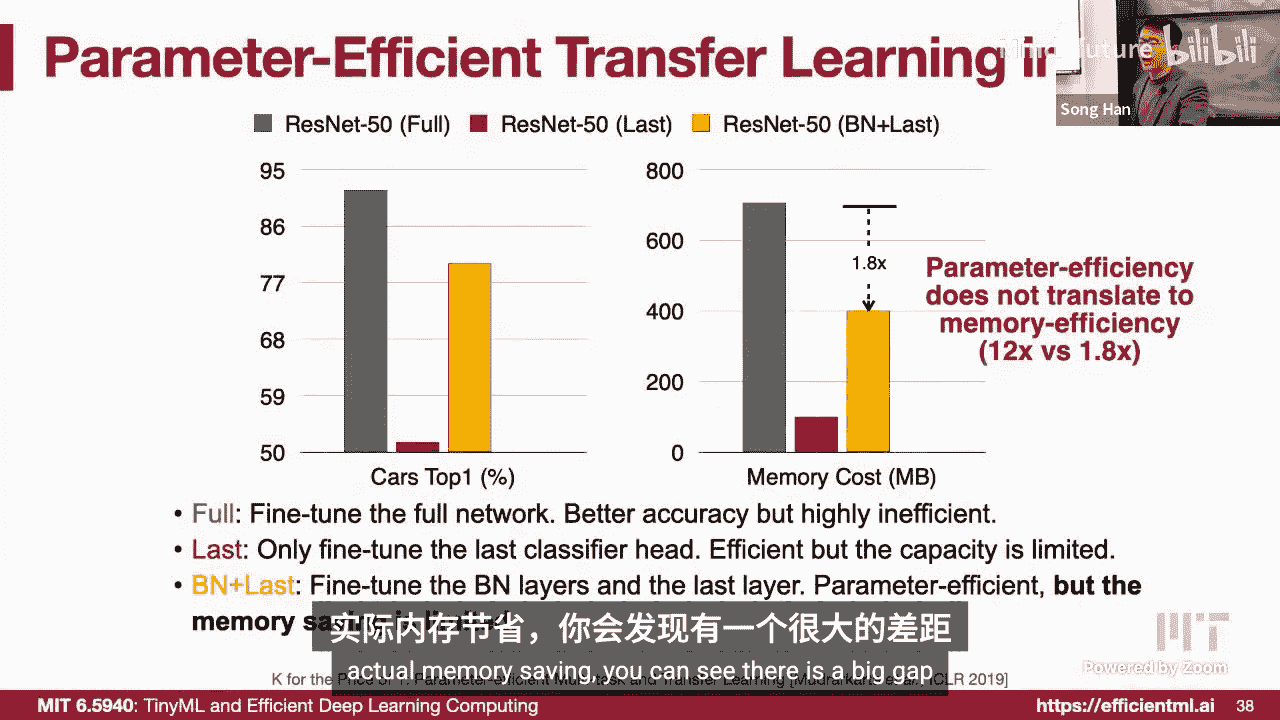 Parameter-Efficient Transfer Learning in
bilibili
Song Han
ResNet-50 (Full)
ResNet-50 (Last)
ResNet-50 (BN+Last)
95
86
77
68
59
50
Cars Top1 (%)
800
600
400
200
0
1.8x
Memory Cost (MB)
Parameter-efficiency
does not translate to
memory-efficiency
(12x vs 1.8x)
• Full: Fine-tune the full network. Better accuracy but highly inefficient.
• Last: Only fine-tune the last classifier head. Efficient but the capacity is limited.
• BN+Last: Fine-tune the BN layers and the last layer. Parameter-efficient, but the
memory
实际内存节省，你会发现有一个很大的差距
actual memory saving, you can see there is a big gap
MIT
Powered by Zoom
K for the Transfer Learning ICLR 2019]
MIT 6.5940: TinyML and Efficient Deep Learning Computing
https://efficientml.ai
38